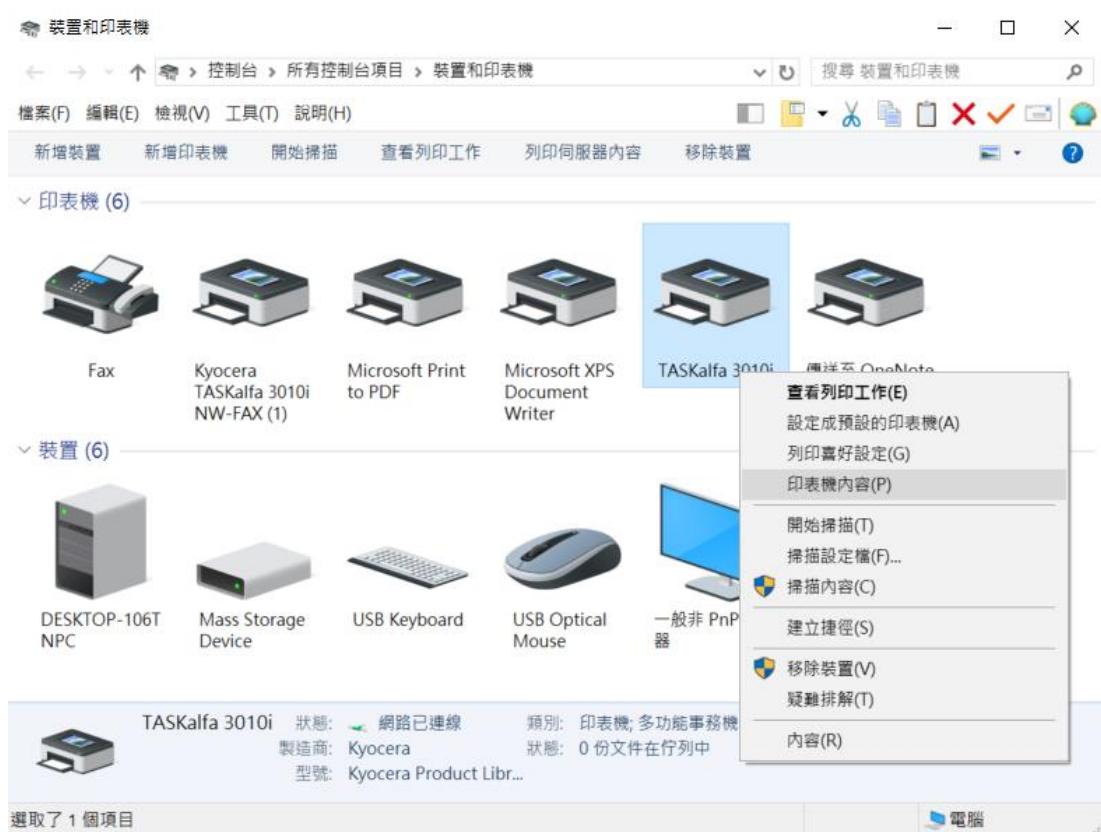 裝置和印表機
控制台 › 所有控制台項目 › 裝置和印表機
搜尋 裝置和印表機
檔案(F) 編輯(E) 檢視(V) 工具(T) 說明(H)
新增裝置 新增印表機 開始掃描 查看列印工作 列印伺服器內容 移除裝置
印表機 (6)
Fax
Kyocera
TASKalfa 3010i
NW-FAX (1)
Microsoft Print
to PDF
Microsoft XPS
Document
Writer
TASKalfa 3010i
傳送至 OneNote
查看列印工作(E)
設定成預設的印表機(A)
列印喜好設定(G)
印表機內容(P)
開始掃描(T)
掃描設定檔(F)...
掃描內容(C)
建立捷徑(S)
移除裝置(V)
疑難排解(T)
內容(R)
裝置 (6)
DESKTOP-106T
NPC
Mass Storage
Device
USB Keyboard
USB Optical
Mouse
一般非 PnP
器
TASKalfa 3010i 狀態: 網路已連線 類別: 印表機; 多功能事務機
製造商: Kyocera 狀態: 0 份文件在佇列中
型號: Kyocera Product Libr...
選取了 1 個項目 電腦